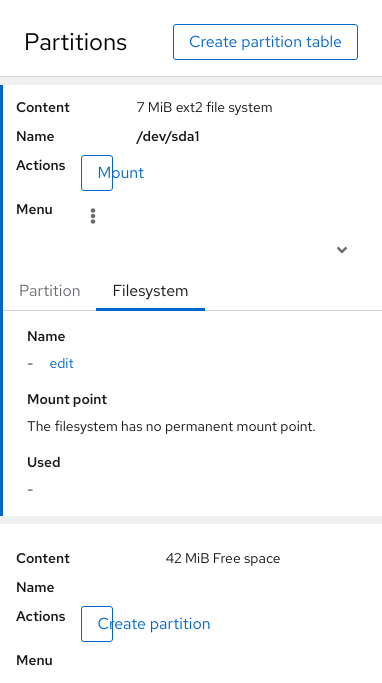 Partitions
Create partition table
Content 7 MiB ext2 file system
Name /dev/sda1
Actions Mount
Menu
Partition Filesystem
Name
- edit
Mount point
The filesystem has no permanent mount point.
Used
-
Content 42 MiB Free space
Name
Actions Create partition
Menu